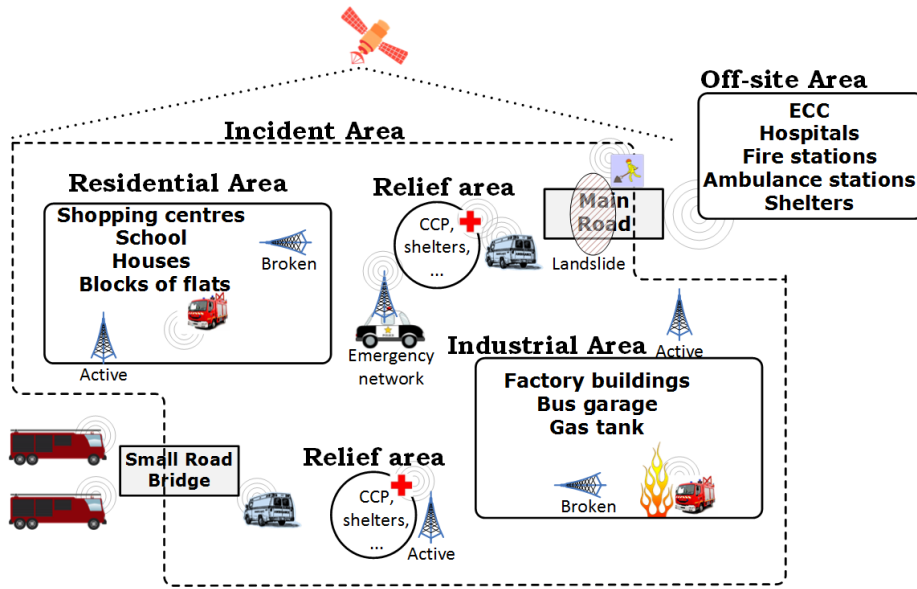 Off-site Area
ECC
Hospitals
Fire stations
Ambulance stations
Shelters
Incident Area
Residential Area
Shopping centres
School
Houses
Blocks of flats
Broken
Active
Relief area
CCP,
shelters,
...
Main
Road
Landslide
Emergency
network
Active
Industrial Area
Factory buildings
Bus garage
Gas tank
Broken
Small Road
Bridge
Relief area
CCP,
shelters,
...
Active